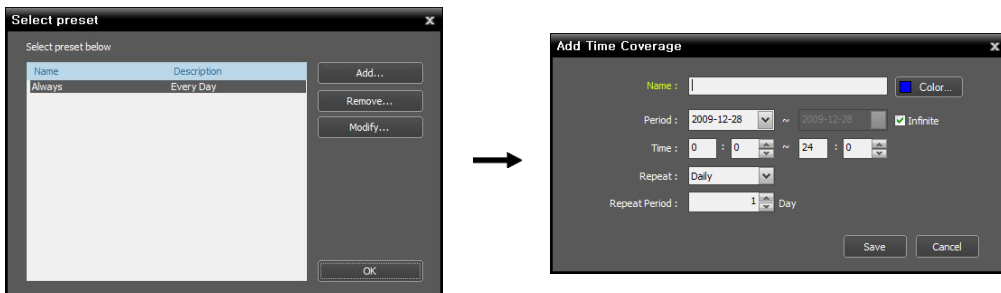 Select preset x
Select preset below
Name Description
Always Every Day
Add...
Remove...
Modify...
OK
Add Time Coverage x
Name : Color...
Period : 2009-12-28 ~ 2009-12-28 Infinite
Time : 0 : 0 ~ 24 : 0
Repeat : Daily
Repeat Period : 1 Day
Save Cancel